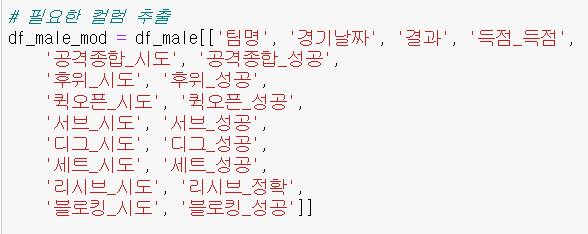 # 필요한 컬럼 추출
df_male_mod = df_male[['팀명', '경기날짜', '결과', '득점_득점',
'공격종합_시도', '공격종합_성공',
'후위_시도', '후위_성공',
'퀵오픈_시도', '퀵오픈_성공',
'서브_시도', '서브_성공',
'디그_시도', '디그_성공',
'세트_시도', '세트_성공',
'리시브_시도', '리시브_정확',
'블로킹_시도', '블로킹_성공']]